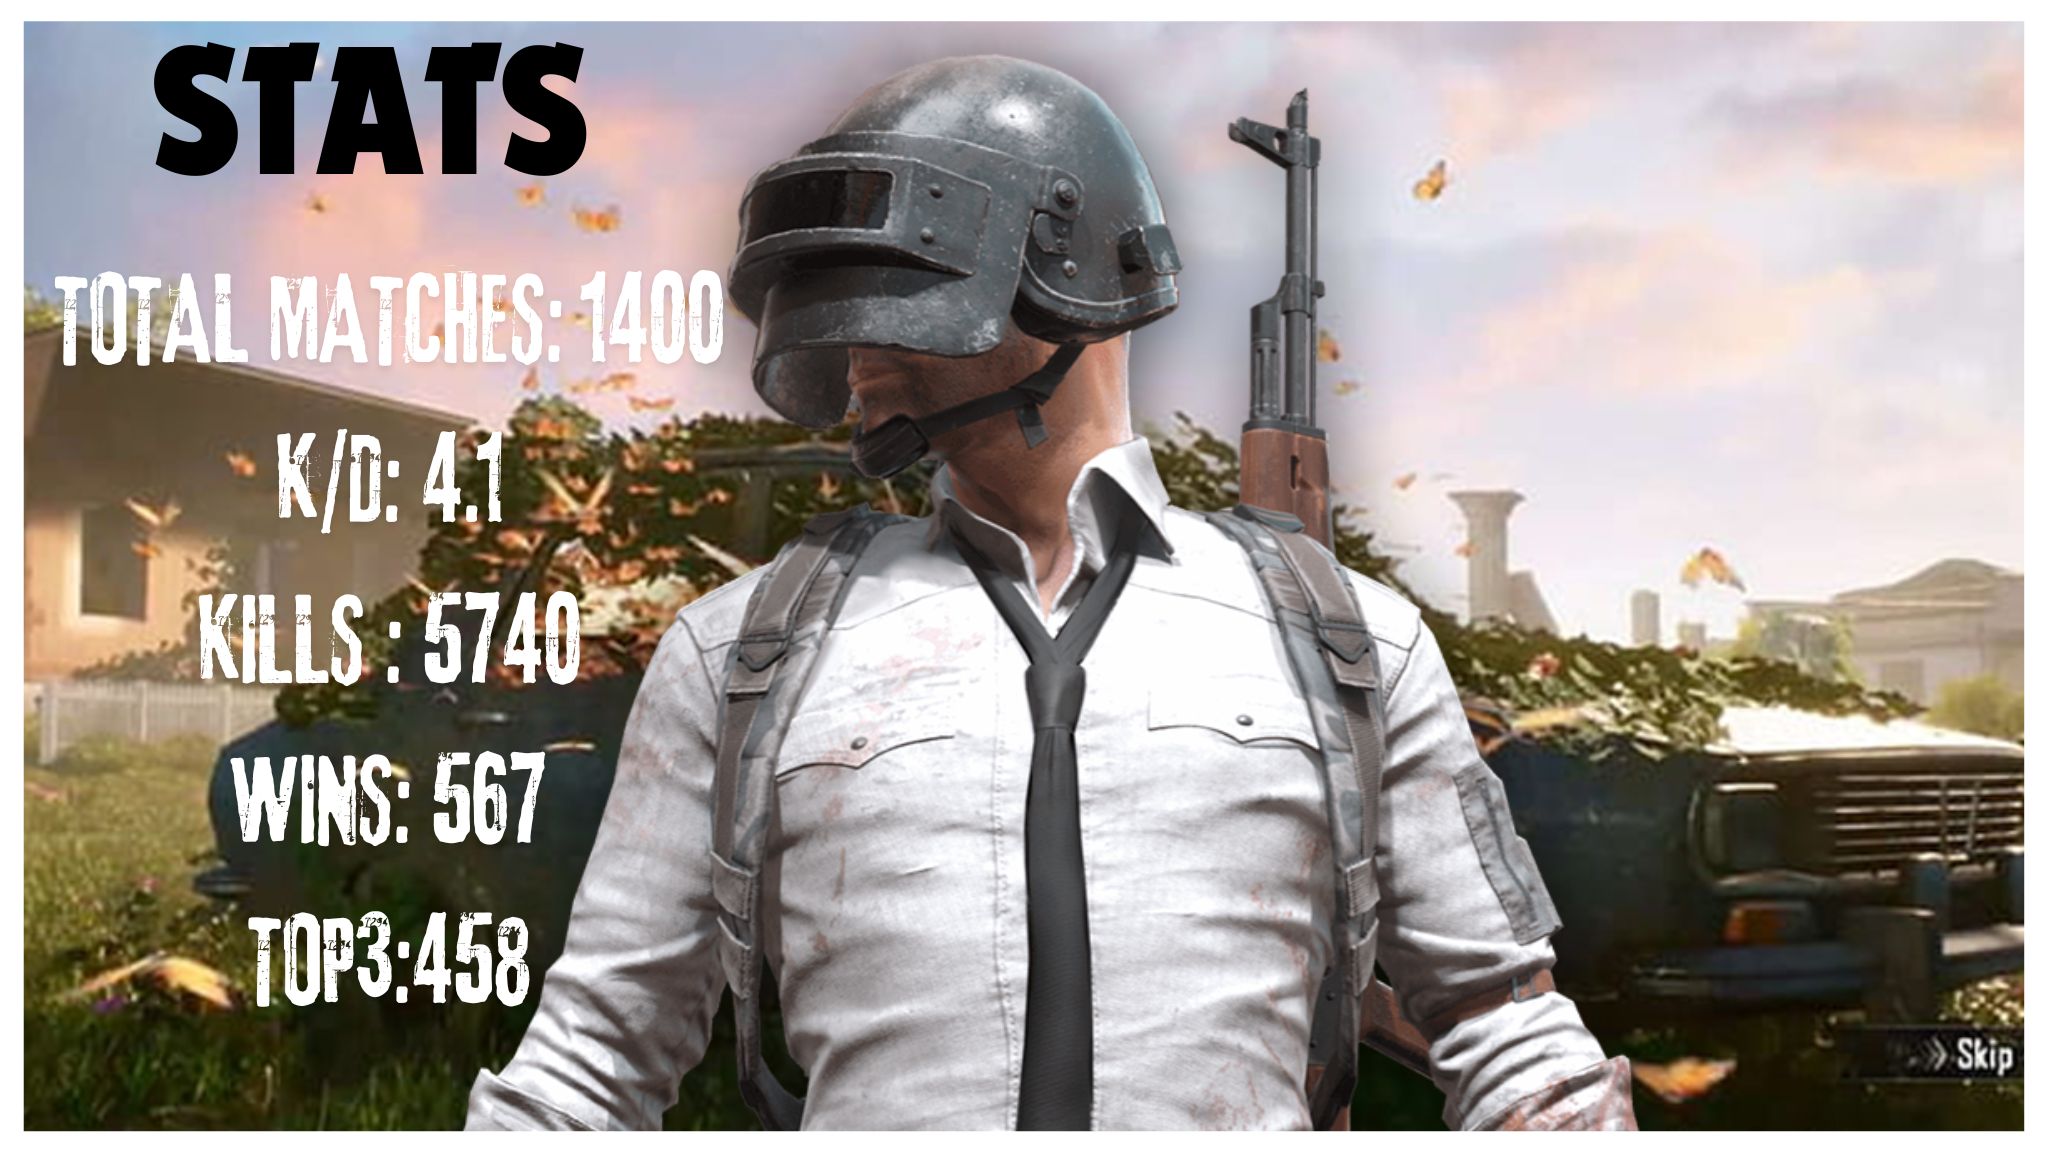 STATS
TOTAL MATCHES: 1400
K/D: 4.1
KILLS : 5740
WINS: 567
TOP3:458
Skip